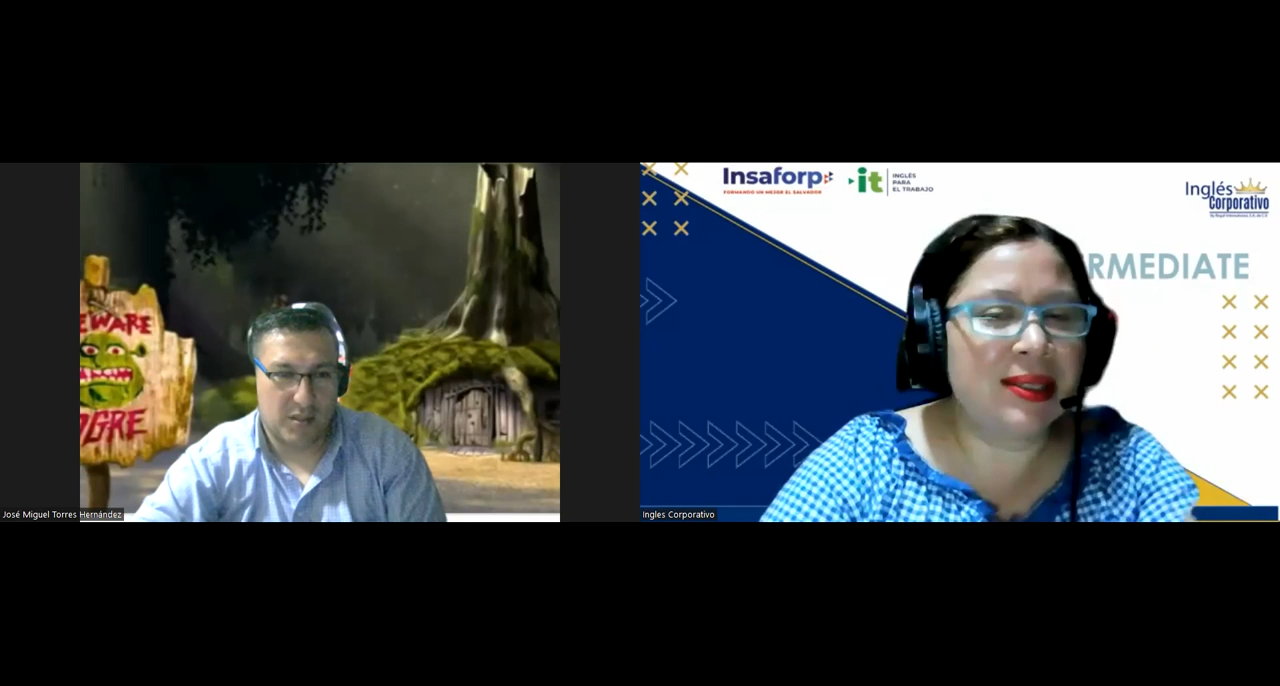 EWARE
OGRE
José Miguel Torres Hernández
Insaforp
FORMANDO UN MEJOR EL SALVADOR
it
INGLÉS
PARA
EL TRABAJO
Inglés
Corporativo
RMEDIATE
Ingles Corporativo